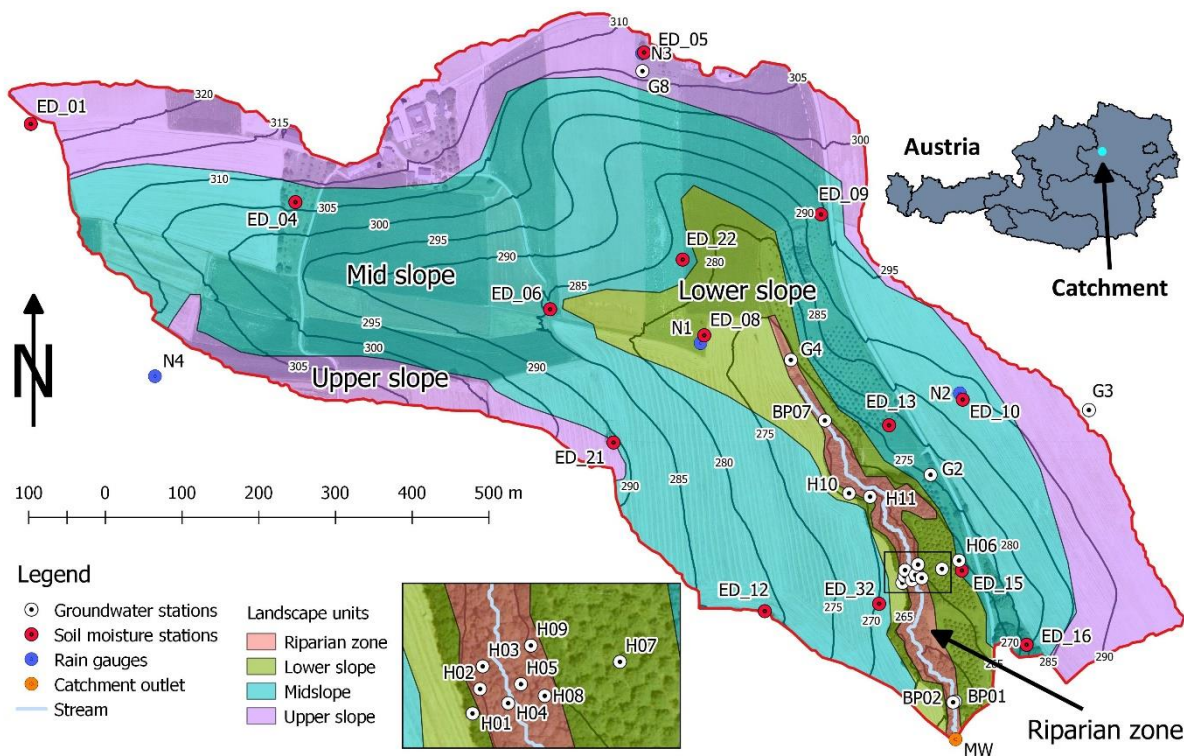 310
ED_05
N3
G8
305
320
ED_01
315
300
310
ED_04
305
300
295
290
ED_09
290
Austria
ED_22
280
285
295
Mid slope
ED_06
Lower slope
285
Catchment
N1
ED_08
295
300
290
305
Upper slope
N4
G4
N2
ED_10
G3
N
BP07
ED_13
275
275
280
G2
ED_21
285
290
H10
H11
100 0 100 200 300 400 500 m
H06
280
ED_15
Legend
Groundwater stations
Soil moisture stations
Rain gauges
Catchment outlet
Stream
Landscape units
Riparian zone
Lower slope
Midslope
Upper slope
H09
H03
H07
H02
H05
H08
H04
H01
ED_12
275
ED_32
270
265
270
ED_16
265
285
290
BP02
BP01
Riparian zone
MW